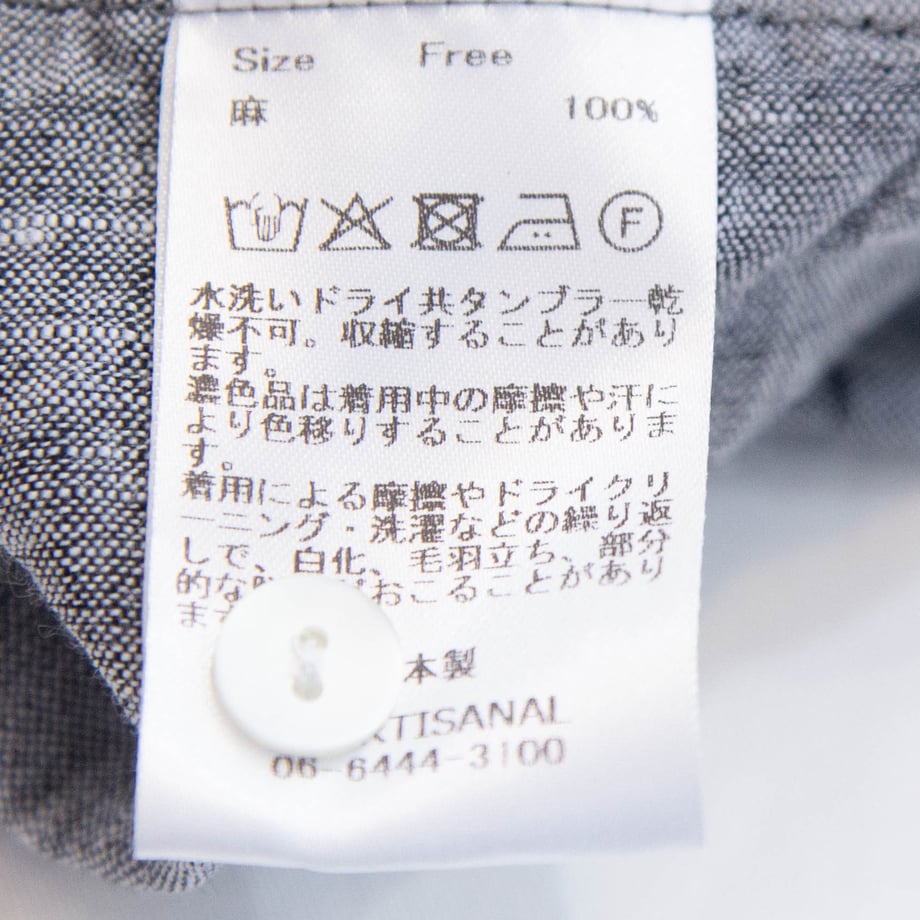 Size Free
麻 100%
F
水洗いドライ共タンブラー乾
燥不可。収縮することがあり
ます。
濃色品は着用中の摩擦や汗に
より色移りすることがありま
す。
着用による摩擦やドライクリ
ーニング・洗濯などの繰り返
しで、白化、毛羽立ち、部分
的な おこることがあり
ます
本製
TISANAL
06-6444-3100